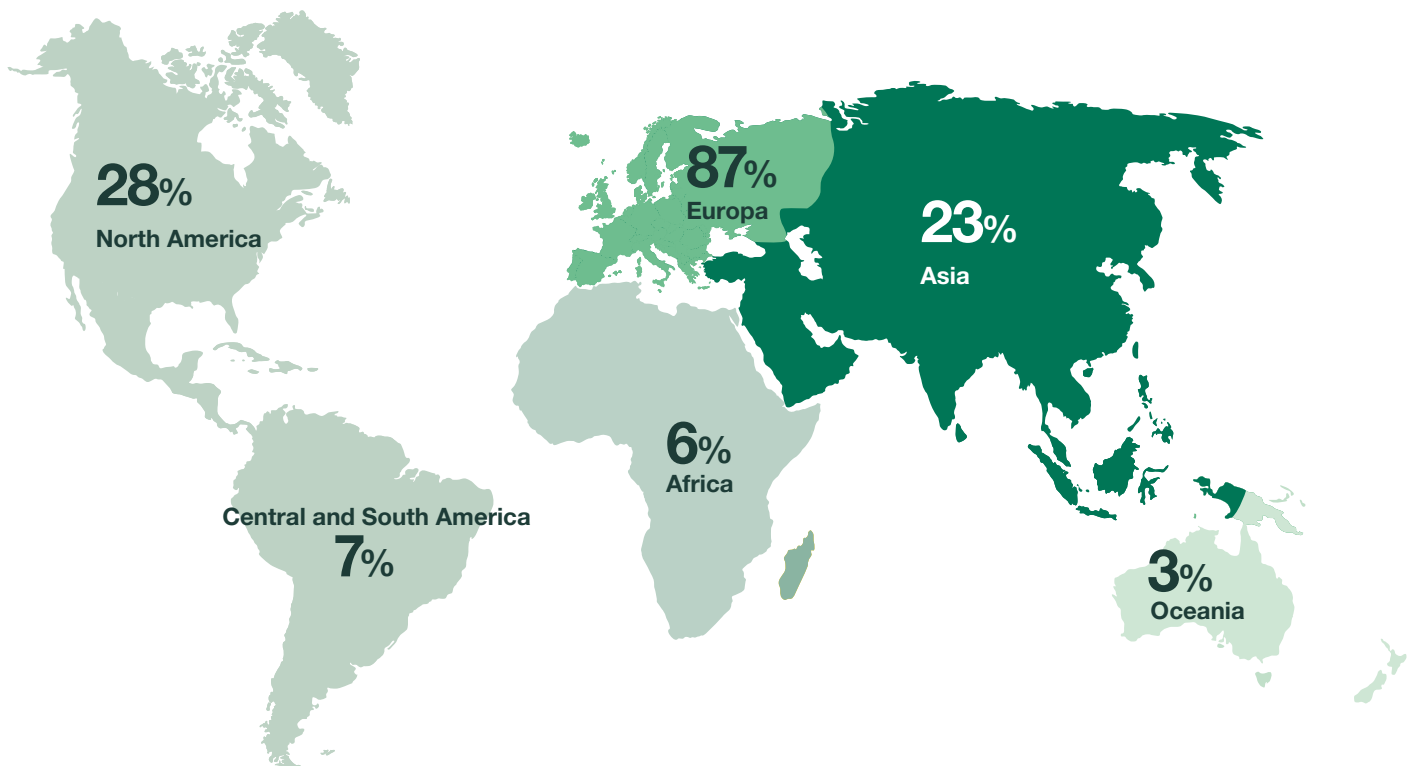 28%
North America
87%
Europa
23%
Asia
6%
Africa
Central and South America
7%
3%
Oceania